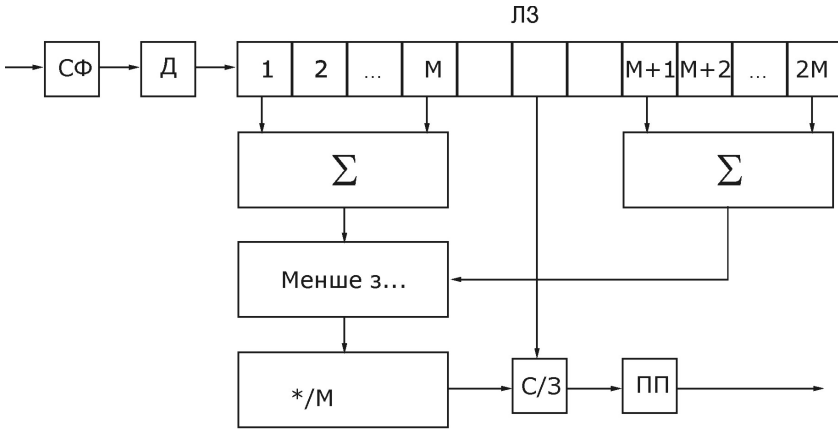 ЛЗ
СФ Д 1 2 ... М М+1 М+2 ... 2М
Σ Σ
Менше з...
*/М С/З ПП